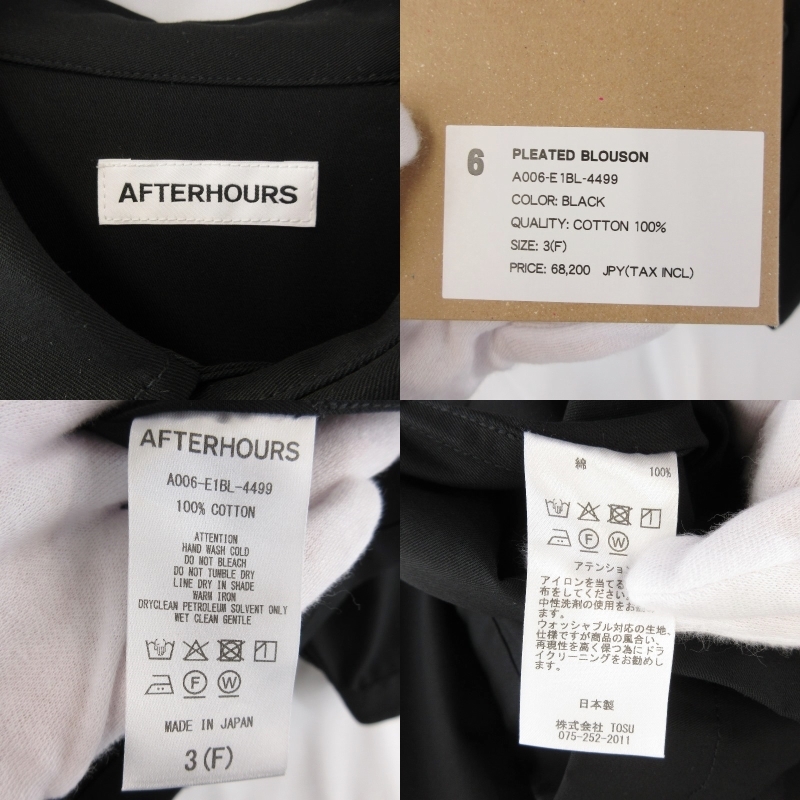 AFTERHOURS
6
PLEATED BLOUSON
A006-E1BL-4499
COLOR: BLACK
QUALITY: COTTON 100%
SIZE: 3(F)
PRICE: 68,200 JPY(TAX INCL)
AFTERHOURS
A006-E1BL-4499
100% COTTON
ATTENTION
HAND WASH COLD
DO NOT BLEACH
DO NOT TUMBLE DRY
LINE DRY IN SHADE
WARM IRON
DRYCLEAN PETROLEUM SOLVENT ONLY
WET CLEAN GENTLE
F W
MADE IN JAPAN
3(F)
綿 100%
F W
アテンション
アイロンを当てる
布をしてください。
中性洗剤の使用をお
ます。
ウォッシャブル対応の生地、
仕様ですが商品の風合い、
再現性を高く保つ為にドラ
イクリーニングをお勧めし
ます。
日本製
株式会社 TOSU
075-252-2011